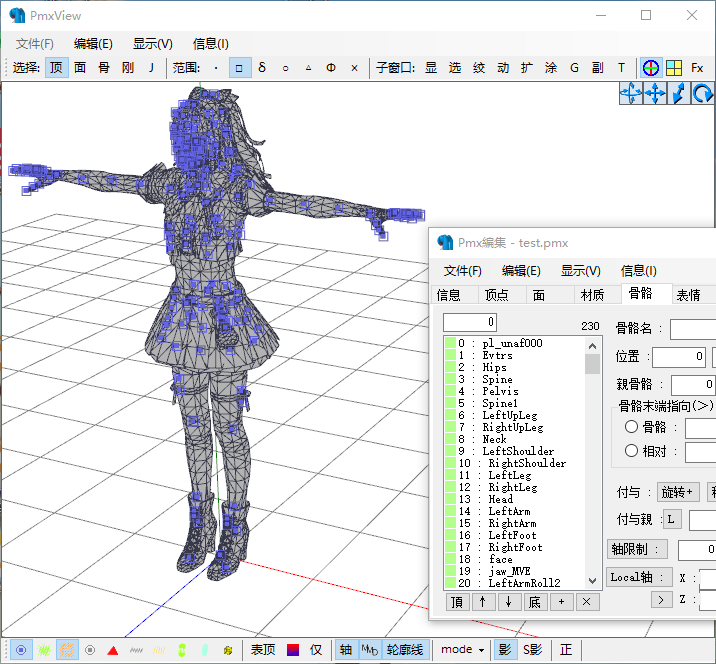 PmxView
文件(F) 编辑(E) 显示(V) 信息(I)
选择: 顶 面 骨 刚 J 范围: · □ δ ○ △ Φ × 子窗口: 显 选 绞 动 扩 涂 G 副 T Fx
Pmx编集 - test.pmx
文件(F) 编辑(E) 显示(V) 信息(I)
信息 顶点 面 材质 骨骼 表情
0 230 骨骼名 :
0 : pl_unaf000
1 : Evtrs
位置 : 0
2 : Hips
3 : Spine
親骨骼 : 0
4 : Pelvis
5 : Spine1
骨骼末端指向(>)
6 : LeftUpLeg
7 : RightUpLeg
骨骼 :
8 : Neck
9 : LeftShoulder
相对 :
10 : RightShoulder
11 : LeftLeg
12 : RightLeg
付与 : 旋转+
13 : Head
14 : LeftArm
付与親 : L
15 : RightArm
16 : LeftFoot
17 : RightFoot
轴限制 : 0
18 : face
19 : jaw_MVE
Local轴 : X :
20 : LeftArmRoll2
> Z :
頂 ↑ ↓ 底 + ×
表顶 仅 轴 MMD 轮廓线 mode 影 S影 正